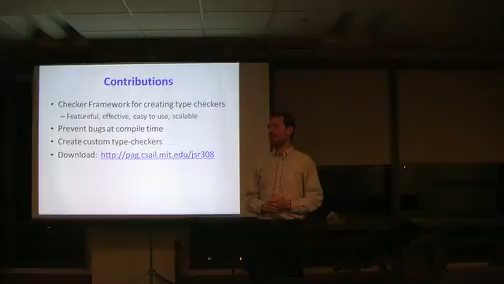 Contributions
• Checker Framework for creating type checkers
– Featureful, effective, easy to use, scalable
• Prevent bugs at compile time
• Create custom type-checkers
• Download: http://pag.csail.mit.edu/jsr308